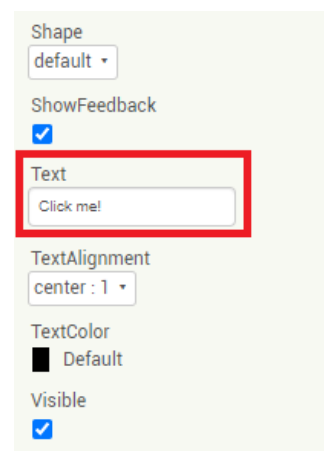 Shape
default
ShowFeedback
Text
Click me!
TextAlignment
center : 1
TextColor
Default
Visible